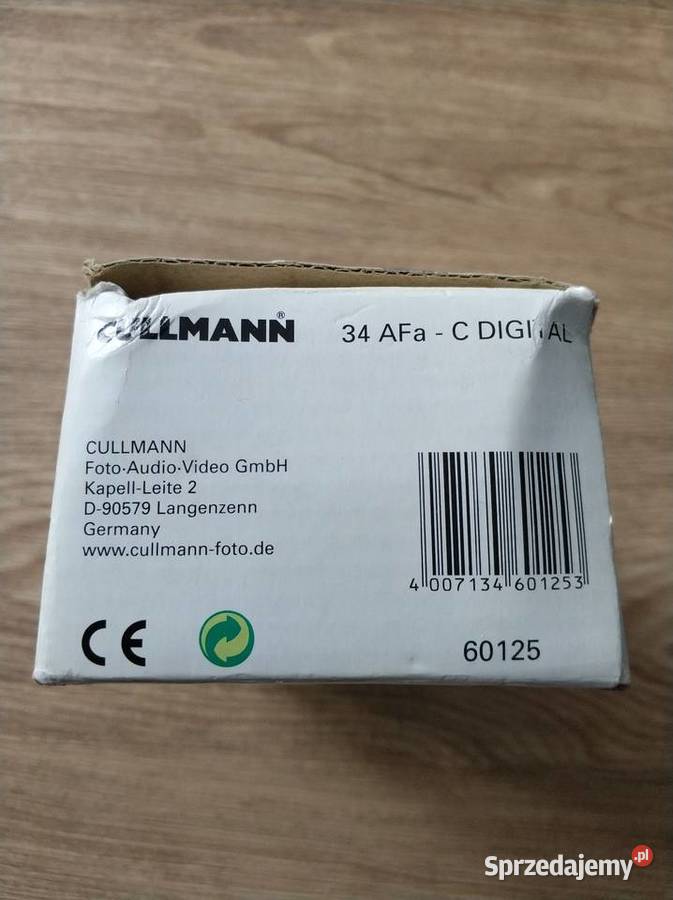 CULLMANN®
34 AFa - C DIGITAL
CULLMANN
Foto·Audio·Video GmbH
Kapell-Leite 2
D-90579 Langenzenn
Germany
www.cullmann-foto.de
4 007134 601253
CE
60125
Sprzedajemy.pl